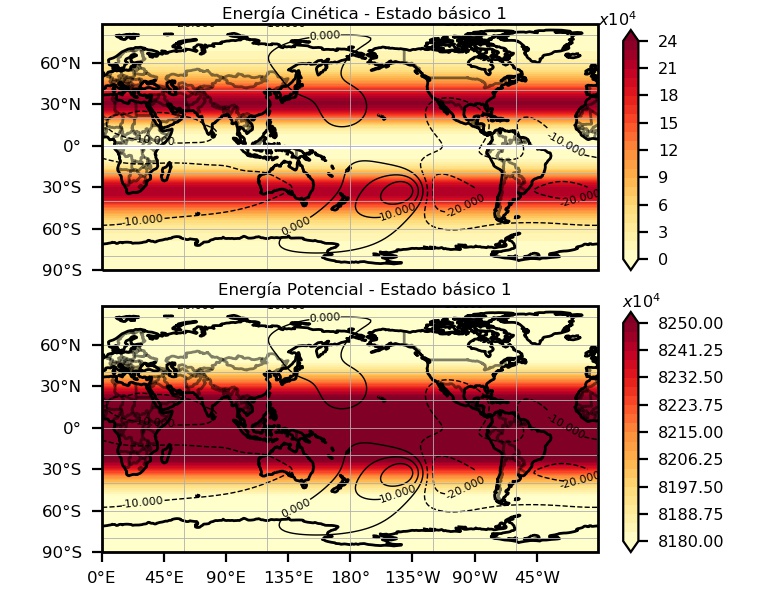 Energía Cinética - Estado básico 1
x10⁴
60°N
30°N
0°
30°S
60°S
90°S
0.000
-10.000
-10.000
-10.000
0.000
10.000
-20.000
-20.000
24
21
18
15
12
9
6
3
0
Energía Potencial - Estado básico 1
x10⁴
60°N
30°N
0°
30°S
60°S
90°S
0.000
-10.000
-10.000
-10.000
0.000
10.000
-20.000
-20.000
8250.00
8241.25
8232.50
8223.75
8215.00
8206.25
8197.50
8188.75
8180.00
0°E 45°E 90°E 135°E 180° 135°W 90°W 45°W